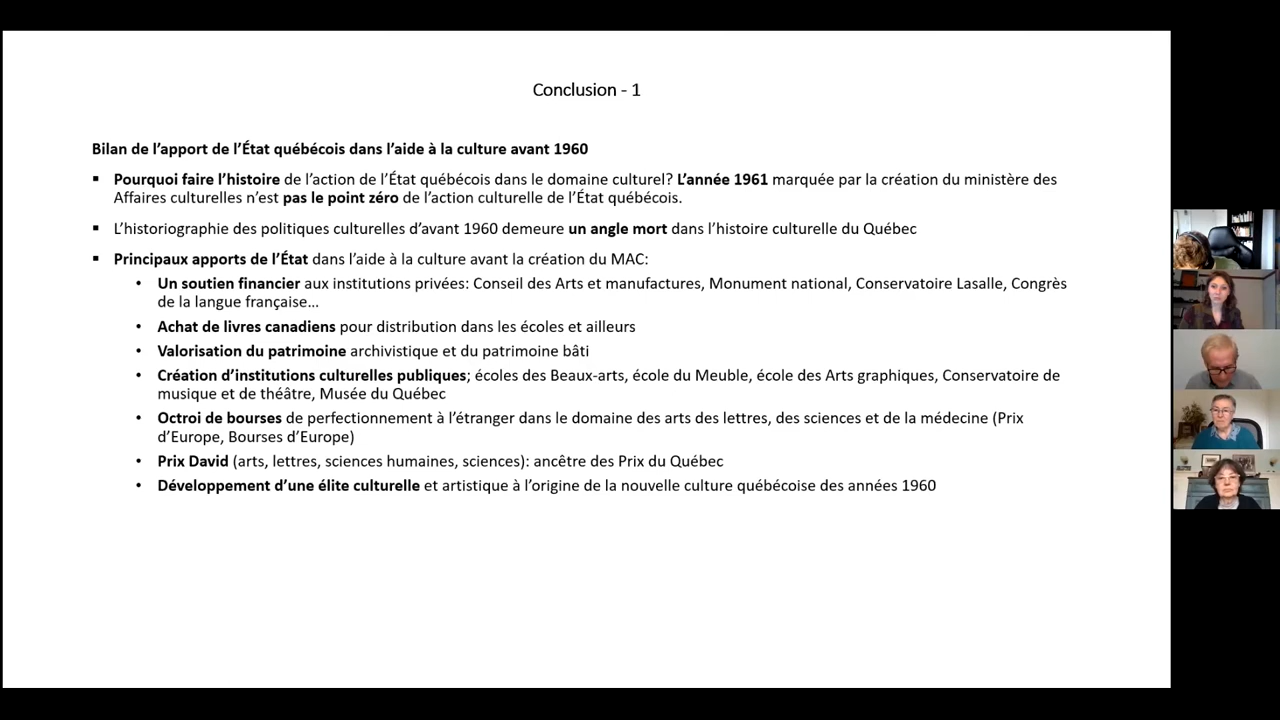 Conclusion - 1
Bilan de l’apport de l’État québécois dans l’aide à la culture avant 1960
▪ Pourquoi faire l’histoire de l’action de l’État québécois dans le domaine culturel? L’année 1961 marquée par la création du ministère des
Affaires culturelles n’est pas le point zéro de l’action culturelle de l’État québécois.
▪ L’historiographie des politiques culturelles d’avant 1960 demeure un angle mort dans l’histoire culturelle du Québec
▪ Principaux apports de l’État dans l’aide à la culture avant la création du MAC:
• Un soutien financier aux institutions privées: Conseil des Arts et manufactures, Monument national, Conservatoire Lasalle, Congrès
de la langue française…
• Achat de livres canadiens pour distribution dans les écoles et ailleurs
• Valorisation du patrimoine archivistique et du patrimoine bâti
• Création d’institutions culturelles publiques; écoles des Beaux-arts, école du Meuble, école des Arts graphiques, Conservatoire de
musique et de théâtre, Musée du Québec
• Octroi de bourses de perfectionnement à l’étranger dans le domaine des arts des lettres, des sciences et de la médecine (Prix
d’Europe, Bourses d’Europe)
• Prix David (arts, lettres, sciences humaines, sciences): ancêtre des Prix du Québec
• Développement d’une élite culturelle et artistique à l’origine de la nouvelle culture québécoise des années 1960